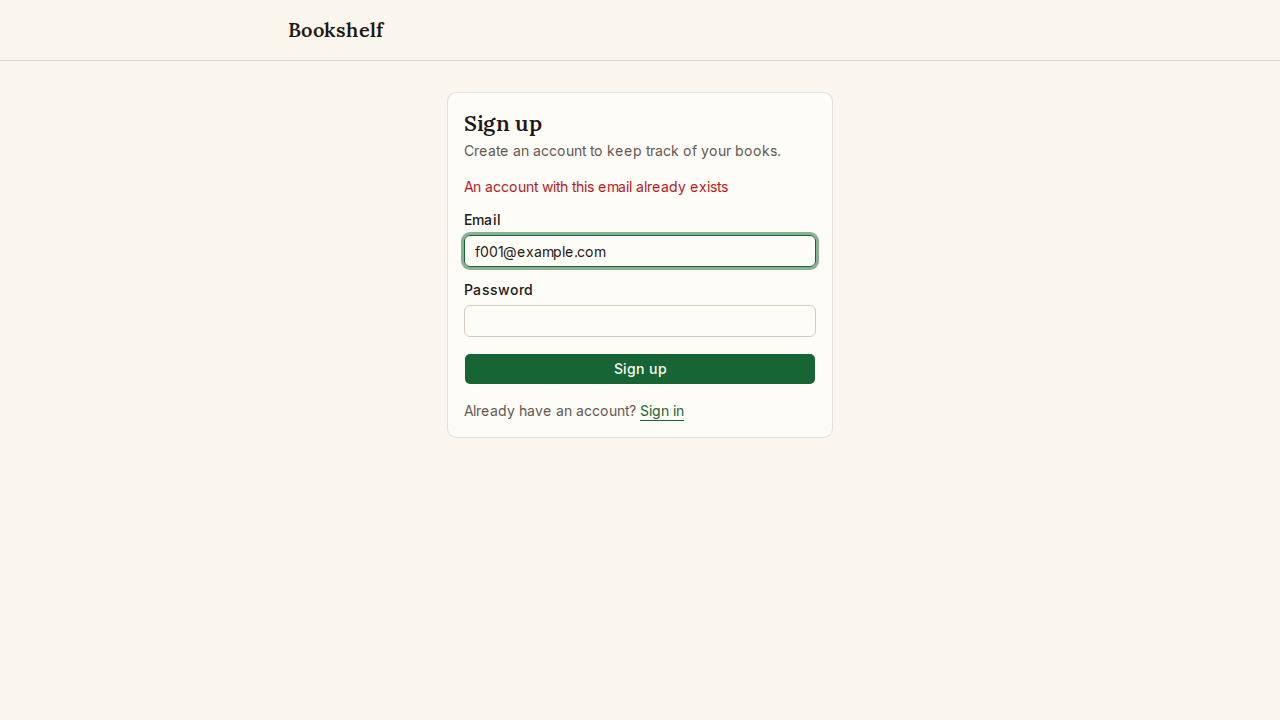 Bookshelf
Sign up
Create an account to keep track of your books.
An account with this email already exists
Email
f001@example.com
Password
Sign up
Already have an account? Sign in